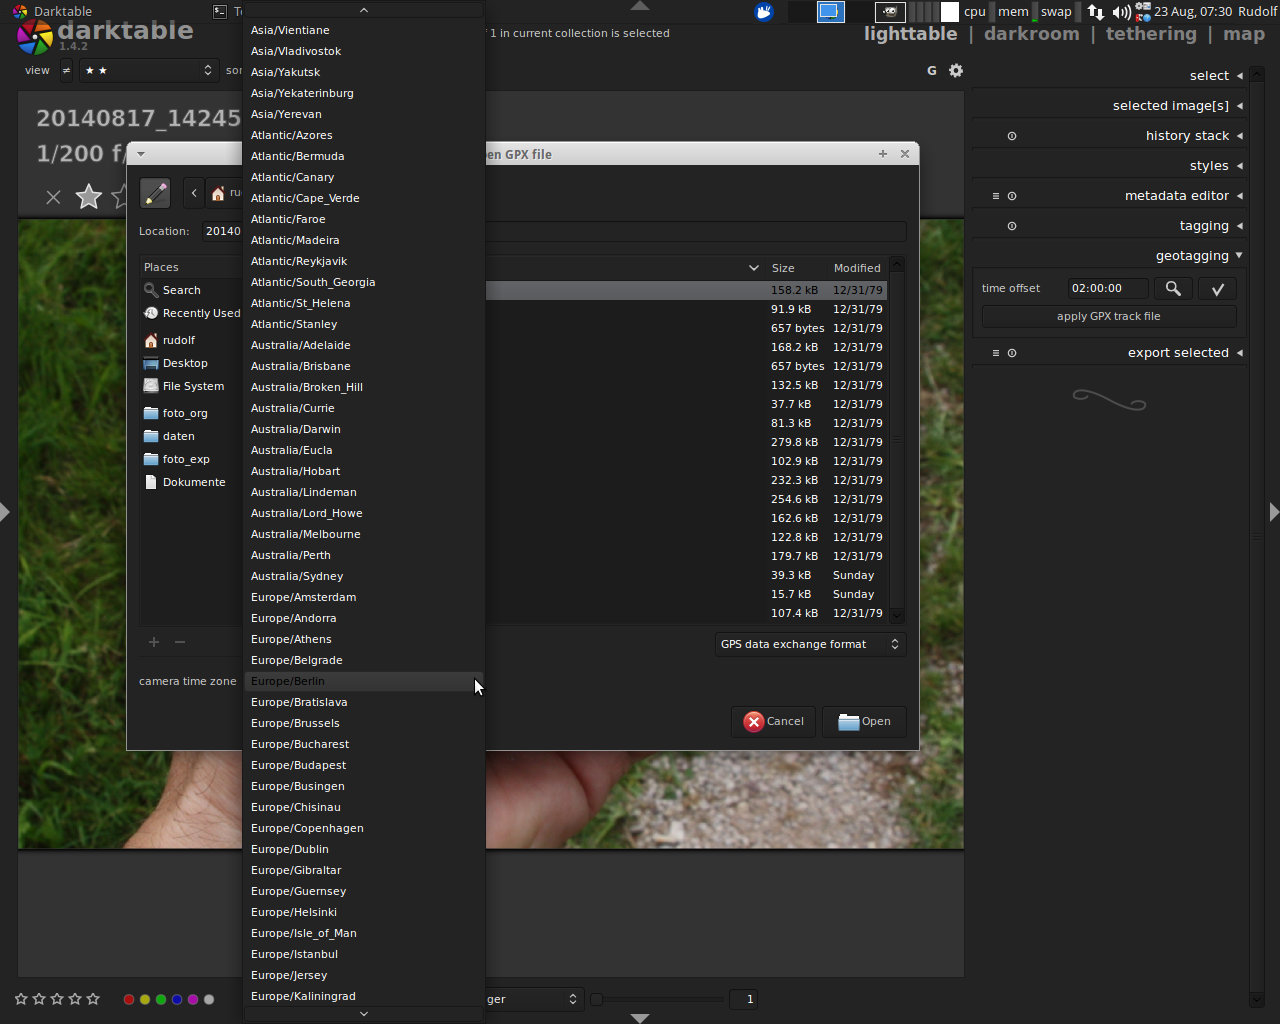 Darktable
23 Aug, 07:30 Rudolf
cpu mem swap
darktable
1.4.2
1 in current collection is selected
lighttable | darkroom | tethering | map
view ≠ ★ ★
G
20140817_14245
1/200 f/
Open GPX file
Location: 20140
Places
Search
Recently Used
rudolf
Desktop
File System
foto_org
daten
foto_exp
Dokumente
Size Modified
158.2 kB 12/31/79
91.9 kB 12/31/79
657 bytes 12/31/79
168.2 kB 12/31/79
657 bytes 12/31/79
132.5 kB 12/31/79
37.7 kB 12/31/79
81.3 kB 12/31/79
279.8 kB 12/31/79
102.9 kB 12/31/79
232.3 kB 12/31/79
254.6 kB 12/31/79
162.6 kB 12/31/79
122.8 kB 12/31/79
179.7 kB 12/31/79
39.3 kB Sunday
15.7 kB Sunday
107.4 kB 12/31/79
GPS data exchange format
camera time zone
Cancel
Open
Asia/Vientiane
Asia/Vladivostok
Asia/Yakutsk
Asia/Yekaterinburg
Asia/Yerevan
Atlantic/Azores
Atlantic/Bermuda
Atlantic/Canary
Atlantic/Cape_Verde
Atlantic/Faroe
Atlantic/Madeira
Atlantic/Reykjavik
Atlantic/South_Georgia
Atlantic/St_Helena
Atlantic/Stanley
Australia/Adelaide
Australia/Brisbane
Australia/Broken_Hill
Australia/Currie
Australia/Darwin
Australia/Eucla
Australia/Hobart
Australia/Lindeman
Australia/Lord_Howe
Australia/Melbourne
Australia/Perth
Australia/Sydney
Europe/Amsterdam
Europe/Andorra
Europe/Athens
Europe/Belgrade
Europe/Berlin
Europe/Bratislava
Europe/Brussels
Europe/Bucharest
Europe/Budapest
Europe/Busingen
Europe/Chisinau
Europe/Copenhagen
Europe/Dublin
Europe/Gibraltar
Europe/Guernsey
Europe/Helsinki
Europe/Isle_of_Man
Europe/Istanbul
Europe/Jersey
Europe/Kaliningrad
select
selected image[s]
history stack
styles
metadata editor
tagging
geotagging
time offset 02:00:00
apply GPX track file
export selected
1